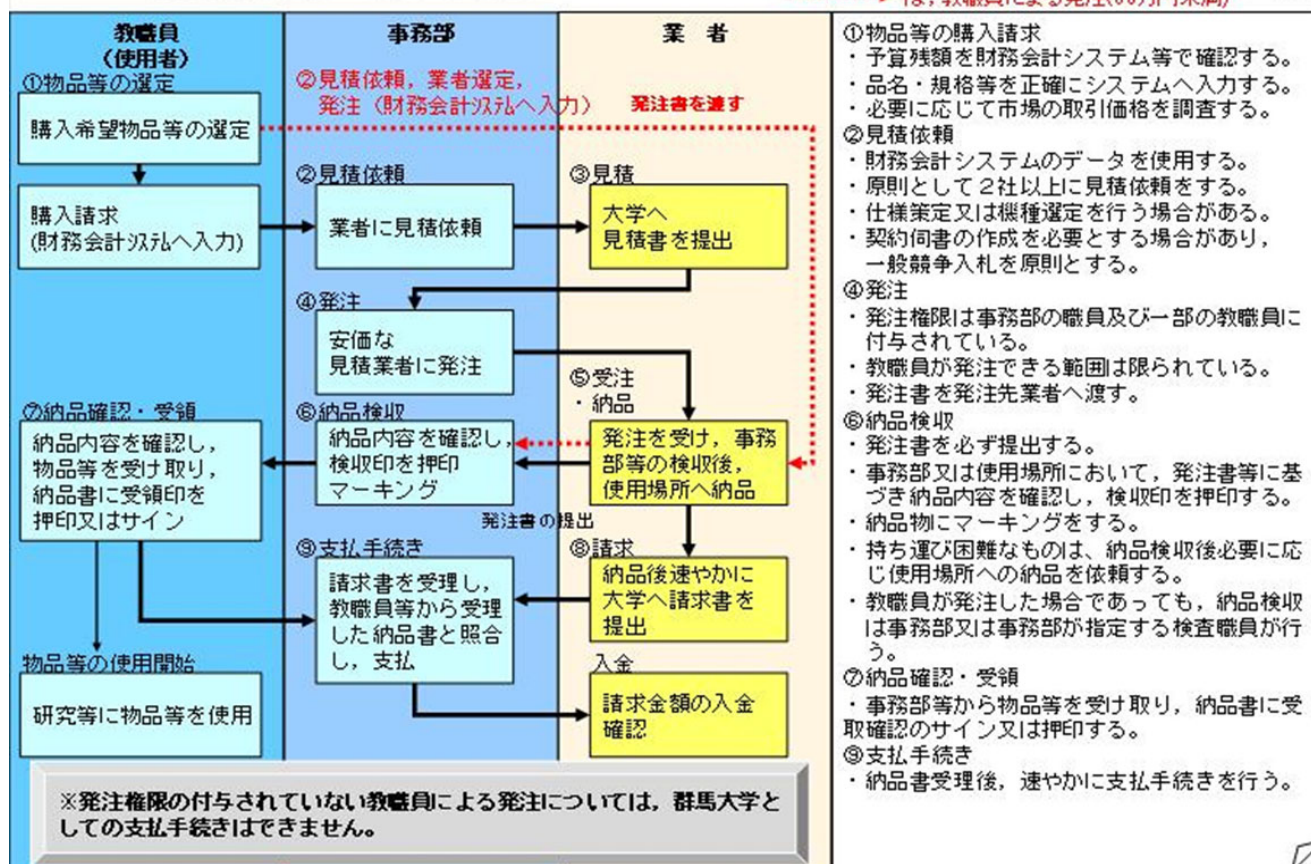 教職員
（使用者）
①物品等の選定
購入希望物品等の選定
購入請求
(財務会計ｼｽﾃﾑへ入力)
⑦納品確認・受領
納品内容を確認し，
物品等を受け取り，
納品書に受領印を
押印又はサイン
物品等の使用開始
研究等に物品等を使用
事務部
②見積依頼，業者選定，
発注（財務会計ｼｽﾃﾑへ入力）
発注書を渡す
②見積依頼
業者に見積依頼
④発注
安価な
見積業者に発注
⑥納品検収
納品内容を確認し，
検収印を押印
マーキング
発注書の提出
⑨支払手続き
請求書を受理し，
教職員等から受理
した納品書と照合
し，支払
業　者
③見積
大学へ
見積書を提出
⑤受注
・納品
発注を受け，事務
部等の検収後，
使用場所へ納品
⑧請求
納品後速やかに
大学へ請求書を
提出
入金
請求金額の入金
確認
※発注権限の付与されていない教職員による発注については，群馬大学と
しての支払手続きはできません。
①物品等の購入請求
・予算残額を財務会計システム等で確認する。
・品名・規格等を正確にシステムへ入力する。
・必要に応じて市場の取引価格を調査する。
②見積依頼
・財務会計システムのデータを使用する。
・原則として２社以上に見積依頼をする。
・仕様策定又は機種選定を行う場合がある。
・契約伺書の作成を必要とする場合があり，
一般競争入札を原則とする。
④発注
・発注権限は事務部の職員及び一部の教職員に
付与されている。
・教職員が発注できる範囲は限られている。
・発注書を発注先業者へ渡す。
⑥納品検収
・発注書を必ず提出する。
・事務部又は使用場所において，発注書等に基
づき納品内容を確認し，検収印を押印する。
・納品物にマーキングをする。
・持ち運び困難なものは、納品検収後必要に応
じ使用場所への納品を依頼する。
・教職員が発注した場合であっても，納品検収
は事務部又は事務部が指定する検査職員が行
う。
⑦納品確認・受領
・事務部等から物品等を受け取り，納品書に受
取確認のサイン又は押印する。
⑨支払手続き
・納品書受理後，速やかに支払手続きを行う。